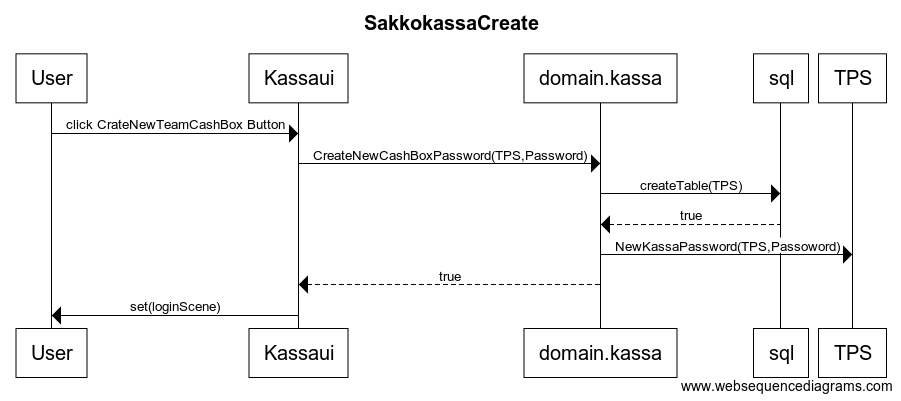 SakkokassaCreate
User
Kassaui
domain.kassa
sql
TPS
click CrateNewTeamCashBox Button
CreateNewCashBoxPassword(TPS,Password)
createTable(TPS)
true
NewKassaPassword(TPS,Passoword)
true
set(loginScene)
User
Kassaui
domain.kassa
sql
TPS
www.websequencediagrams.com